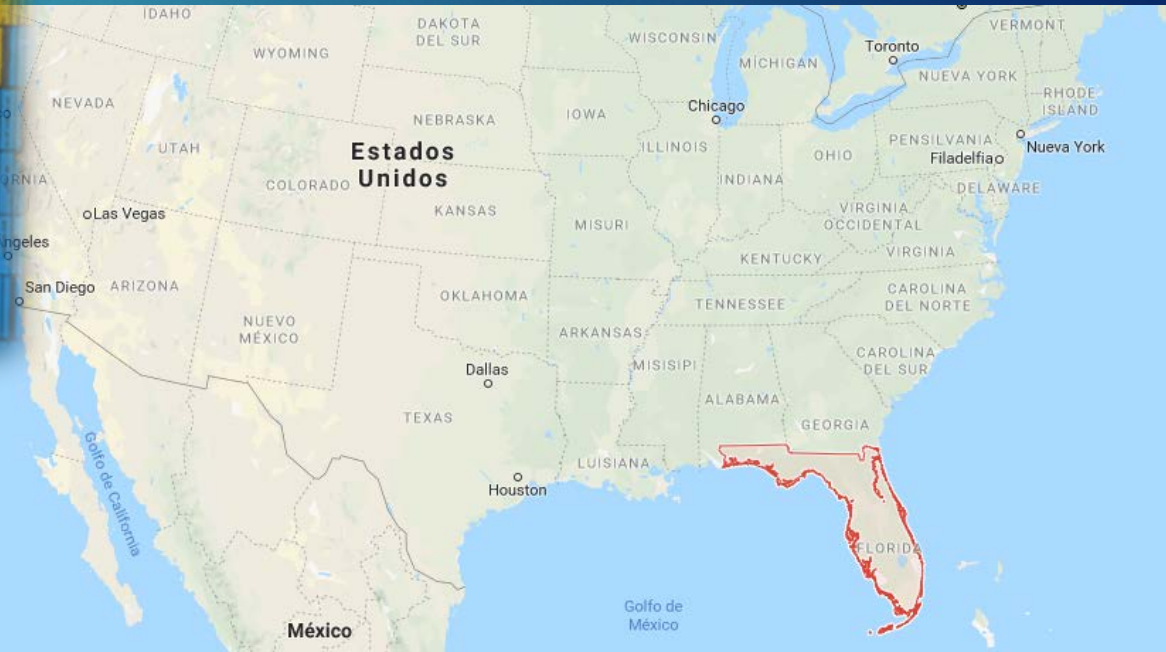 IDAHO
DAKOTA
DEL SUR
WISCONSIN
VERMONT
WYOMING
Toronto
MÍCHIGAN
NUEVA YORK
NEVADA
Chicago
RHODE
ISLAND
NEBRASKA
IOWA
UTAH
Estados
Unidos
ILLINOIS
OHIO
PENSILVANIA
Nueva York
Filadelfia
COLORADO
INDIANA
DELAWARE
Las Vegas
KANSAS
MISURI
VIRGINIA
OCCIDENTAL
VIRGINIA
ngeles
KENTUCKY
San Diego
ARIZONA
OKLAHOMA
TENNESSEE
CAROLINA
DEL NORTE
NUEVO
MÉXICO
ARKANSAS
CAROLINA
DEL SUR
Dallas
MISISIPI
TEXAS
ALABAMA
GEORGIA
Golfo de California
LUISIANA
Houston
FLORIDA
Golfo de
México
México